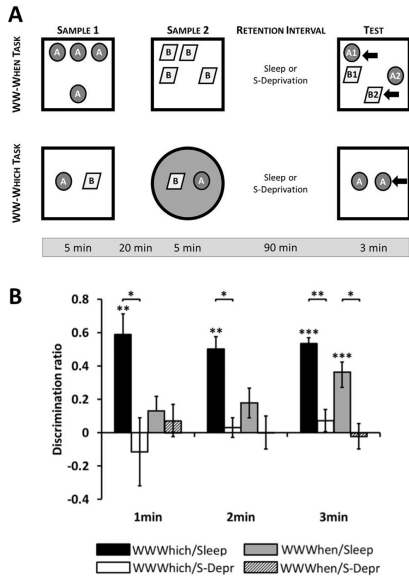 A
SAMPLE 1 SAMPLE 2 RETENTION INTERVAL TEST
WW-WHEN TASK
A A A
A
B B
B B
Sleep or
S-Deprivation
A1
B1 A2
B2
WW-WHICH TASK
A B
B A
Sleep or
S-Deprivation
A A
5 min 20 min 5 min 90 min 3 min
B
Discrimination ratio
0.8
0.6
0.4
0.2
0
-0.2
-0.4
* * ** *
** ** *** ***
1min 2min 3min
WWWhich/Sleep WWWhen/Sleep
WWWhich/S-Depr WWWhen/S-Depr